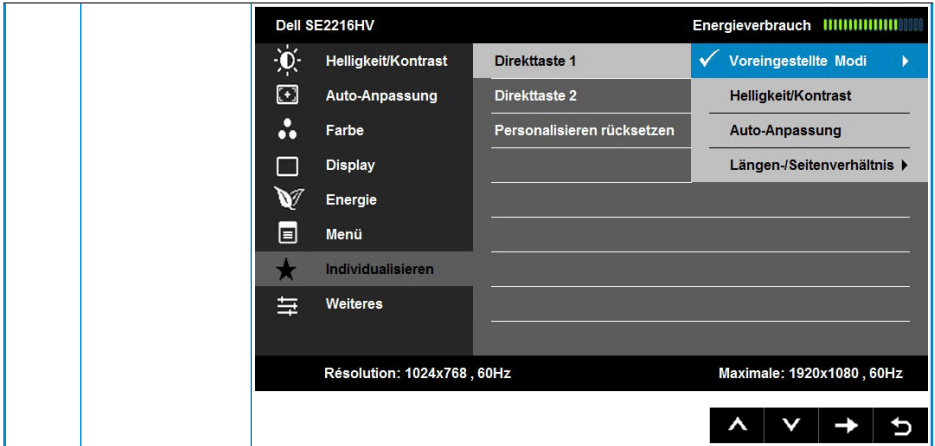 Dell SE2216HV Energieverbrauch
Helligkeit/Kontrast Direkttaste 1 Voreingestellte Modi
Auto-Anpassung Direkttaste 2 Helligkeit/Kontrast
Farbe Personalisieren rücksetzen Auto-Anpassung
Display Längen-/Seitenverhältnis
Energie
Menü
Individualisieren
Weiteres
Résolution: 1024x768 , 60Hz Maximale: 1920x1080 , 60Hz